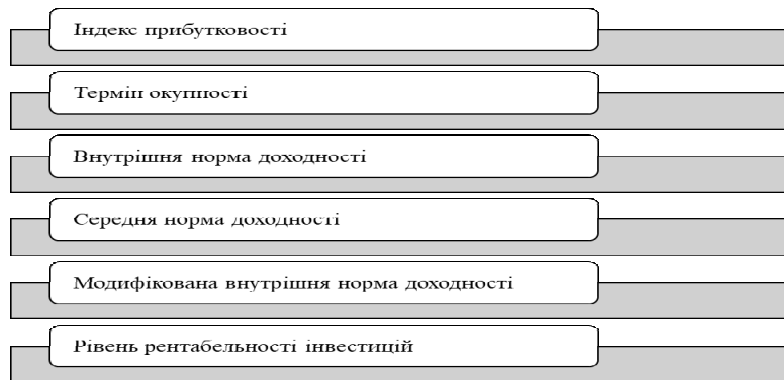 Індекс прибутковості
Термін окупності
Внутрішня норма доходності
Середня норма доходності
Модифікована внутрішня норма доходності
Рівень рентабельності інвестицій